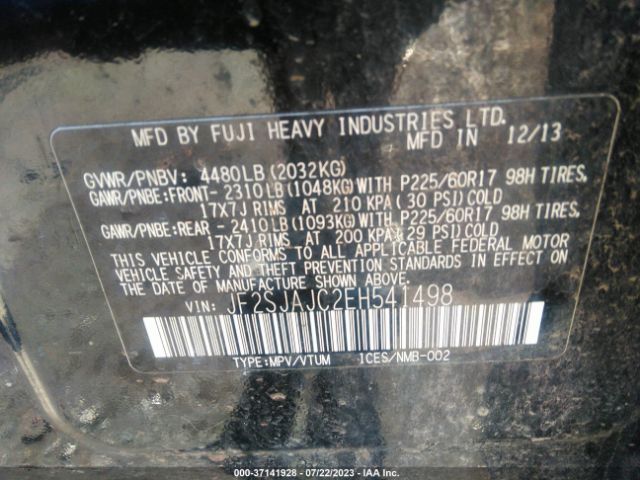 MFD BY FUJI HEAVY INDUSTRIES LTD.
MFD IN 12/13
GVWR/PNBV: 4480LB(2032KG)
GAWR/PNBE:FRONT- 2310LB(1048KG)WITH P225/60R17 98H TIRES,
17X7J RIMS AT 210 KPA(30 PSI)COLD
GAWR/PNBE:REAR - 2410LB(1093KG)WITH P225/60R17 98H TIRES,
17X7J RIMS AT 200 KPA(29 PSI)COLD
THIS VEHICLE CONFORMS TO ALL APPLICABLE FEDERAL MOTOR
VEHICLE SAFETY AND THEFT PREVENTION STANDARDS IN EFFECT
ON THE DATE OF MANUFACTURE SHOWN ABOVE.
VIN: JF2SJAJC2EH541498
TYPE:MPV/VTUM ICES/NMB-002
000-37141928 - 07/22/2023 - IAA Inc.